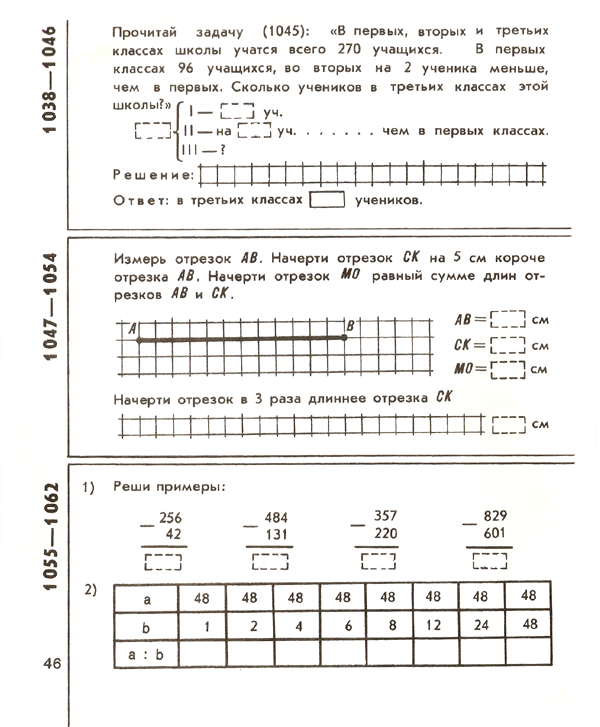 1038—1046
Прочитай задачу (1045): «В первых, вторых и третьих
классах школы учатся всего 270 учащихся. В первых
классах 96 учащихся, во вторых на 2 ученика меньше,
чем в первых. Сколько учеников в третьих классах этой
школы?»
I — уч.
II — на уч. . . . . . . . чем в первых классах.
III — ?
Решение:
Ответ: в третьих классах учеников.
1047—1054
Измерь отрезок AB. Начерти отрезок CK на 5 см короче
отрезка AB. Начерти отрезок MO равный сумме длин от-
резков AB и CK.
A B
AB= см
CK= см
MO= см
Начерти отрезок в 3 раза длиннее отрезка CK
см
1055—1062
1) Реши примеры:
— 256 — 484 — 357 — 829
42 131 220 601
2)
a 48 48 48 48 48 48 48 48
b 1 2 4 6 8 12 24 48
a : b
46